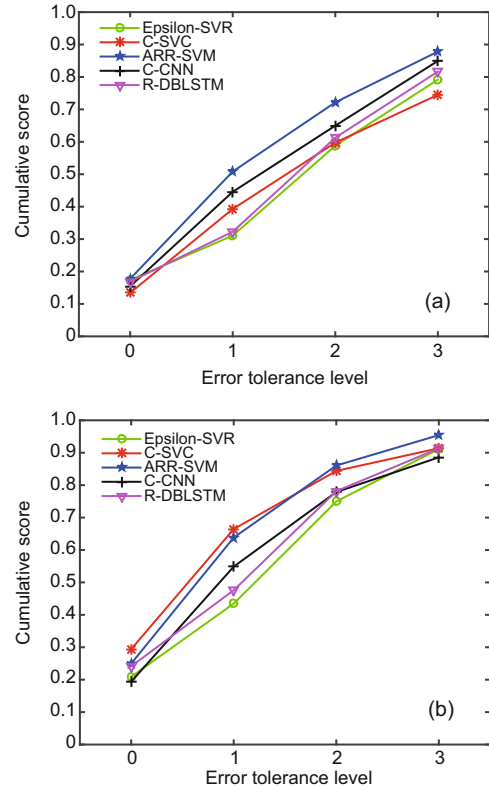 1.0
0.9
0.8
0.7
0.6
0.5
0.4
0.3
0.2
0.1
0
Cumulative score
Epsilon-SVR
C-SVC
ARR-SVM
C-CNN
R-DBLSTM
(a)
0 1 2 3
Error tolerance level
1.0
0.9
0.8
0.7
0.6
0.5
0.4
0.3
0.2
0.1
0
Cumulative score
Epsilon-SVR
C-SVC
ARR-SVM
C-CNN
R-DBLSTM
(b)
0 1 2 3
Error tolerance level